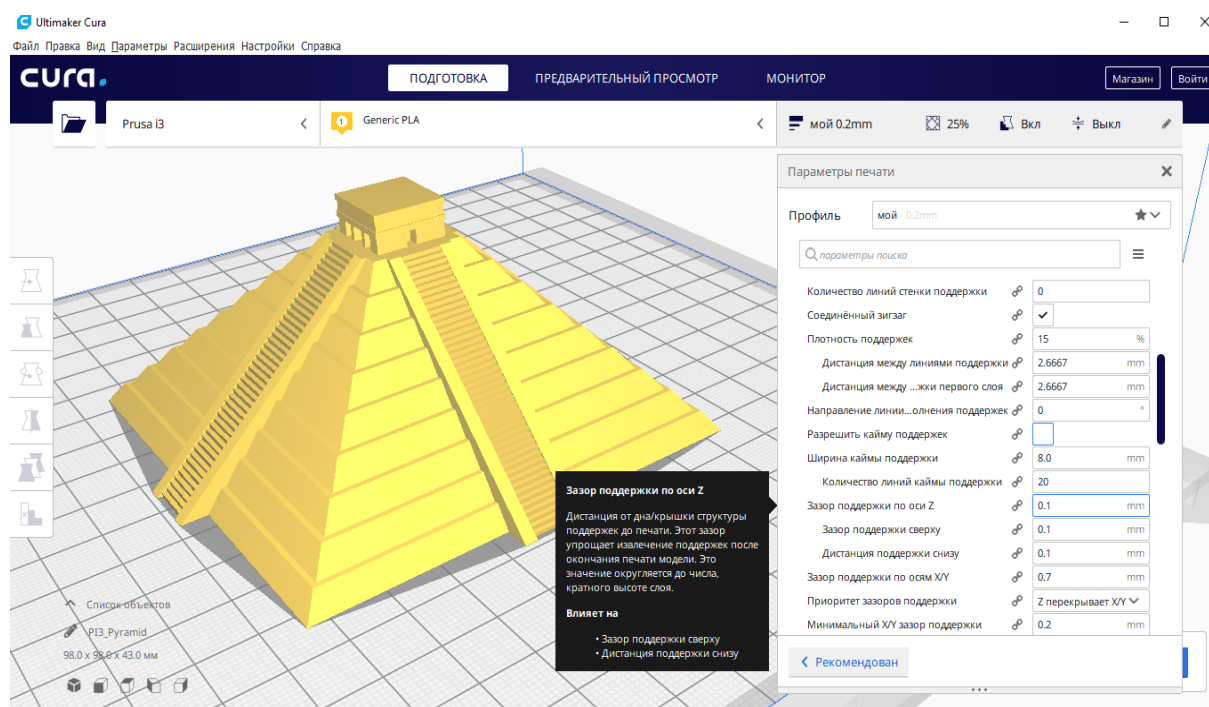 Ultimaker Cura
Файл Правка Вид Параметры Расширения Настройки Справка
cura.
ПОДГОТОВКА ПРЕДВАРИТЕЛЬНЫЙ ПРОСМОТР МОНИТОР
Магазин Войти
Prusa i3 1 Generic PLA мой 0.2mm 25% Вкл Выкл
Параметры печати
Профиль мой - 0.2mm
параметры поиска
Количество линий стенки поддержки 0
Соединённый зигзаг
Плотность поддержек 15 %
Дистанция между линиями поддержки 2.6667 mm
Дистанция между ...жки первого слоя 2.6667 mm
Направление линии...олнения поддержек 0 °
Разрешить кайму поддержек
Ширина каймы поддержки 8.0 mm
Количество линий каймы поддержки 20
Зазор поддержки по оси Z 0.1 mm
Зазор поддержки сверху 0.1 mm
Дистанция поддержки снизу 0.1 mm
Зазор поддержки по осям X/Y 0.7 mm
Приоритет зазоров поддержки Z перекрывает X/Y
Минимальный X/Y зазор поддержки 0.2 mm
Рекомендован
Зазор поддержки по оси Z
Дистанция от дна/крышки структуры
поддержек до печати. Этот зазор
упрощает извлечение поддержек после
окончания печати модели. Это
значение округляется до числа,
кратного высоте слоя.
Влияет на
• Зазор поддержки сверху
• Дистанция поддержки снизу
Список объектов
PI3_Pyramid
98.0 x 98.0 x 43.0 мм